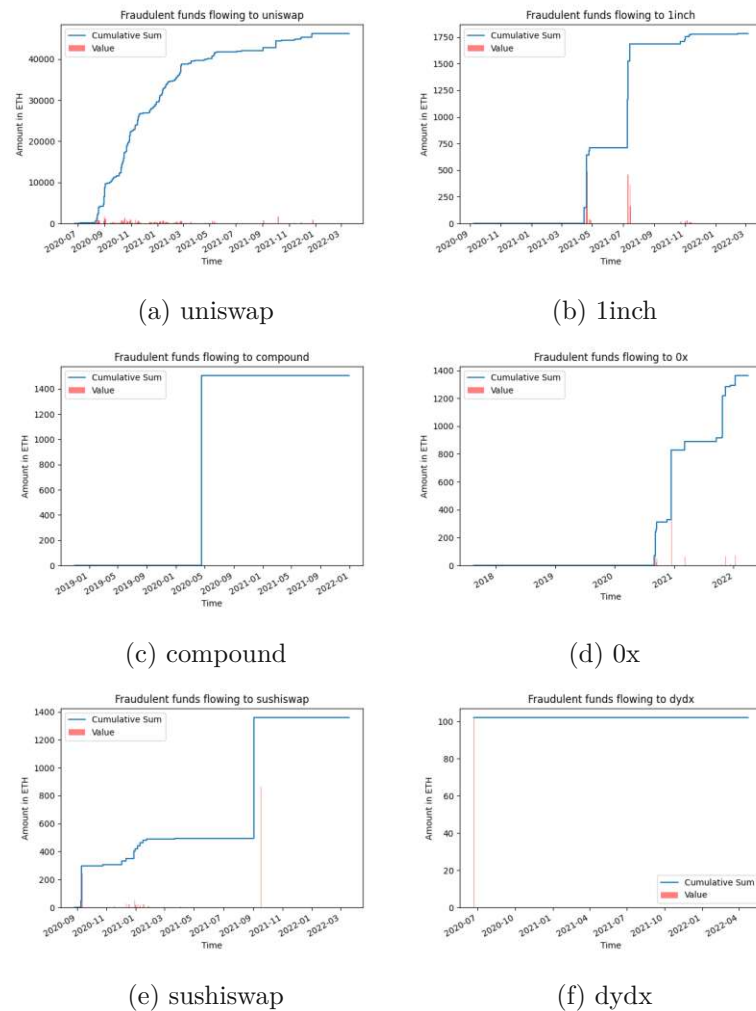 Fraudulent funds flowing to uniswap
Cumulative Sum
Value
40000
30000
20000
10000
0
Amount in ETH
2020-07
2020-09
2020-11
2021-01
2021-03
2021-05
2021-07
2021-09
2021-11
2022-01
2022-03
Time
(a) uniswap
Fraudulent funds flowing to 1inch
Cumulative Sum
Value
1750
1500
1250
1000
750
500
250
0
Amount in ETH
2020-09
2020-11
2021-01
2021-03
2021-05
2021-07
2021-09
2021-11
2022-01
2022-03
Time
(b) 1inch
Fraudulent funds flowing to compound
Cumulative Sum
Value
1400
1200
1000
800
600
400
200
0
Amount in ETH
2019-01
2019-05
2019-09
2020-01
2020-05
2020-09
2021-01
2021-05
2021-09
2022-01
Time
(c) compound
Fraudulent funds flowing to 0x
Cumulative Sum
Value
1400
1200
1000
800
600
400
200
0
Amount in ETH
2018
2019
2020
2021
2022
Time
(d) 0x
Fraudulent funds flowing to sushiswap
Cumulative Sum
Value
1400
1200
1000
800
600
400
200
0
Amount in ETH
2020-09
2020-11
2021-01
2021-03
2021-05
2021-07
2021-09
2021-11
2022-01
2022-03
Time
(e) sushiswap
Fraudulent funds flowing to dydx
100
80
60
40
20
0
Amount in ETH
Cumulative Sum
Value
2020-07
2020-10
2021-01
2021-04
2021-07
2021-10
2022-01
2022-04
Time
(f) dydx